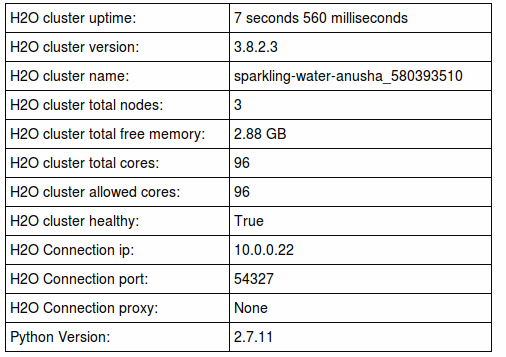 H2O cluster uptime: 7 seconds 560 milliseconds
H2O cluster version: 3.8.2.3
H2O cluster name: sparkling-water-anusha_580393510
H2O cluster total nodes: 3
H2O cluster total free memory: 2.88 GB
H2O cluster total cores: 96
H2O cluster allowed cores: 96
H2O cluster healthy: True
H2O Connection ip: 10.0.0.22
H2O Connection port: 54327
H2O Connection proxy: None
Python Version: 2.7.11